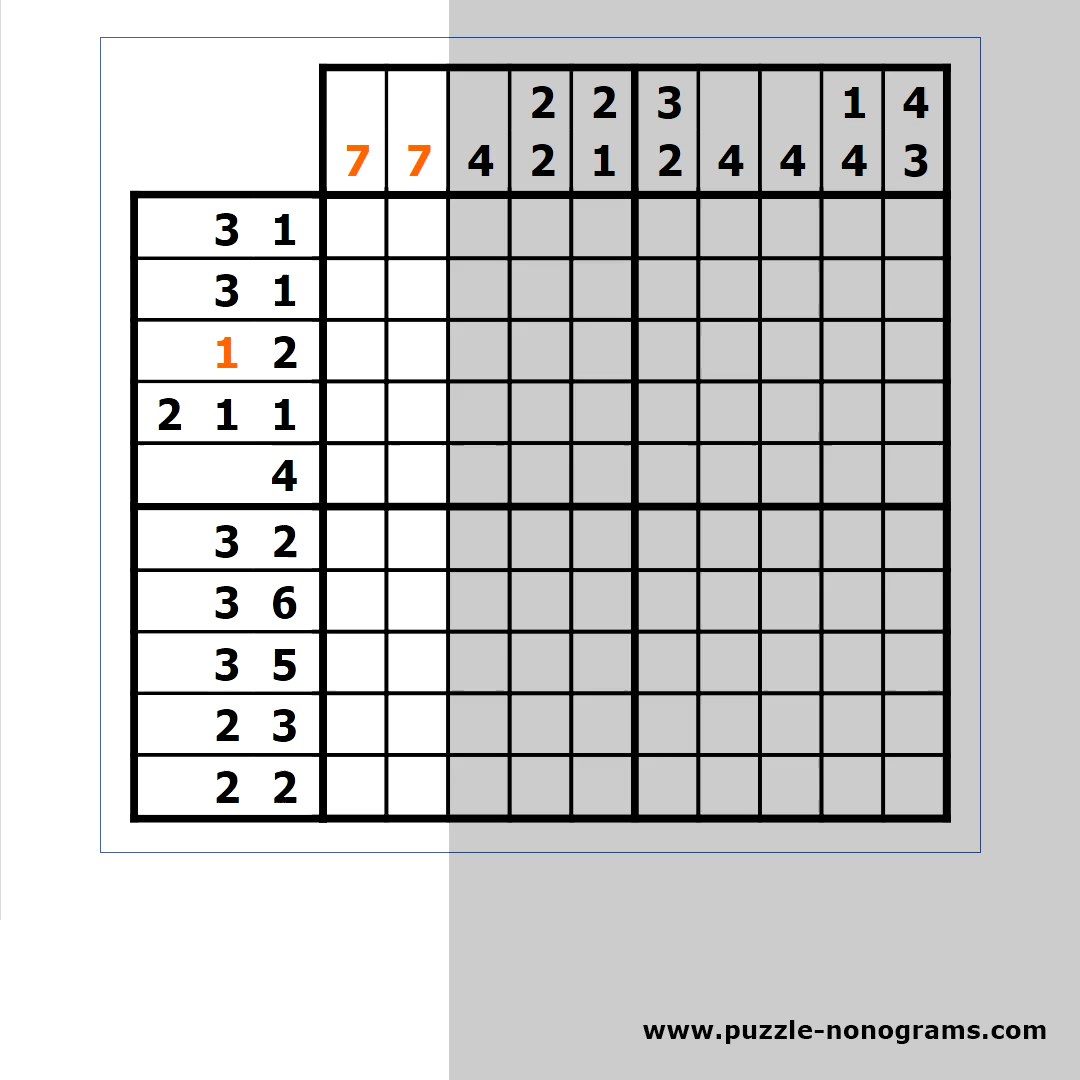 2 2 3 1 4
7 7 4 2 1 2 4 4 4 3
3 1
3 1
1 2
2 1 1
4
3 2
3 6
3 5
2 3
2 2
www.puzzle-nonograms.com